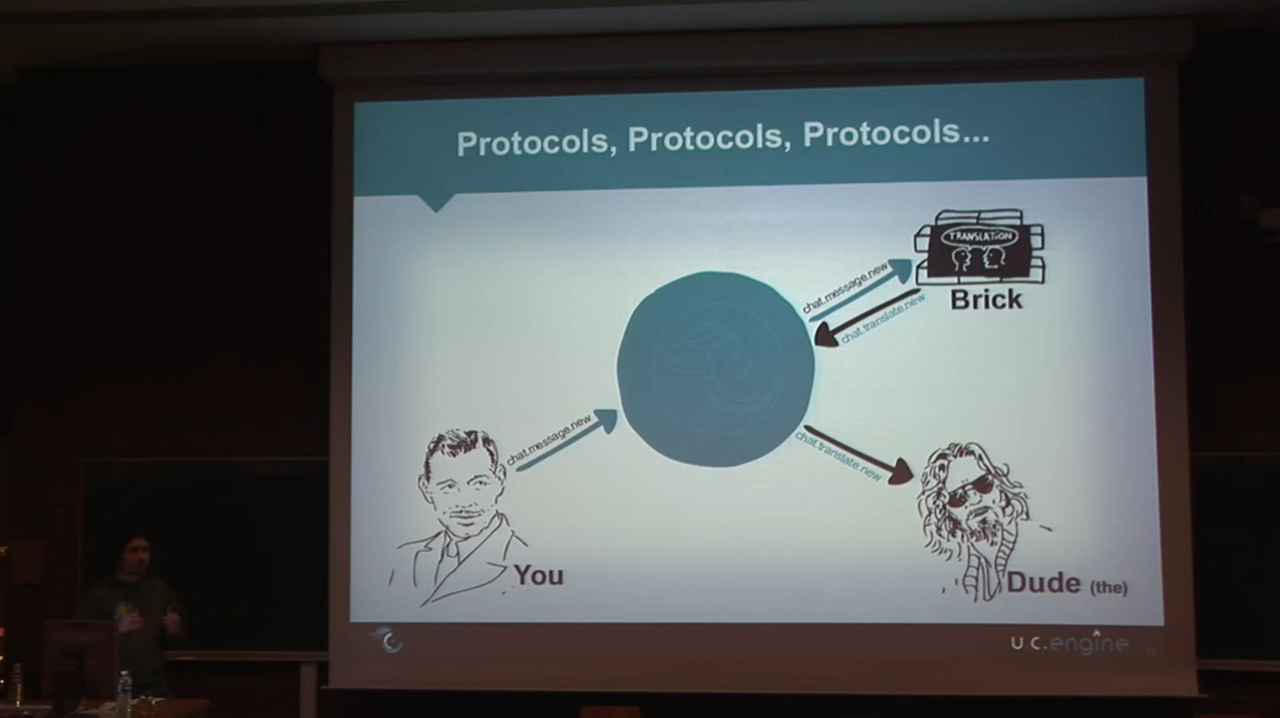 Protocols, Protocols, Protocols...
TRANSLATION
Brick
chat.message.new
chat.translate.new
chat.message.new
chat.translate.new
You
Dude (the)
u.c.engine